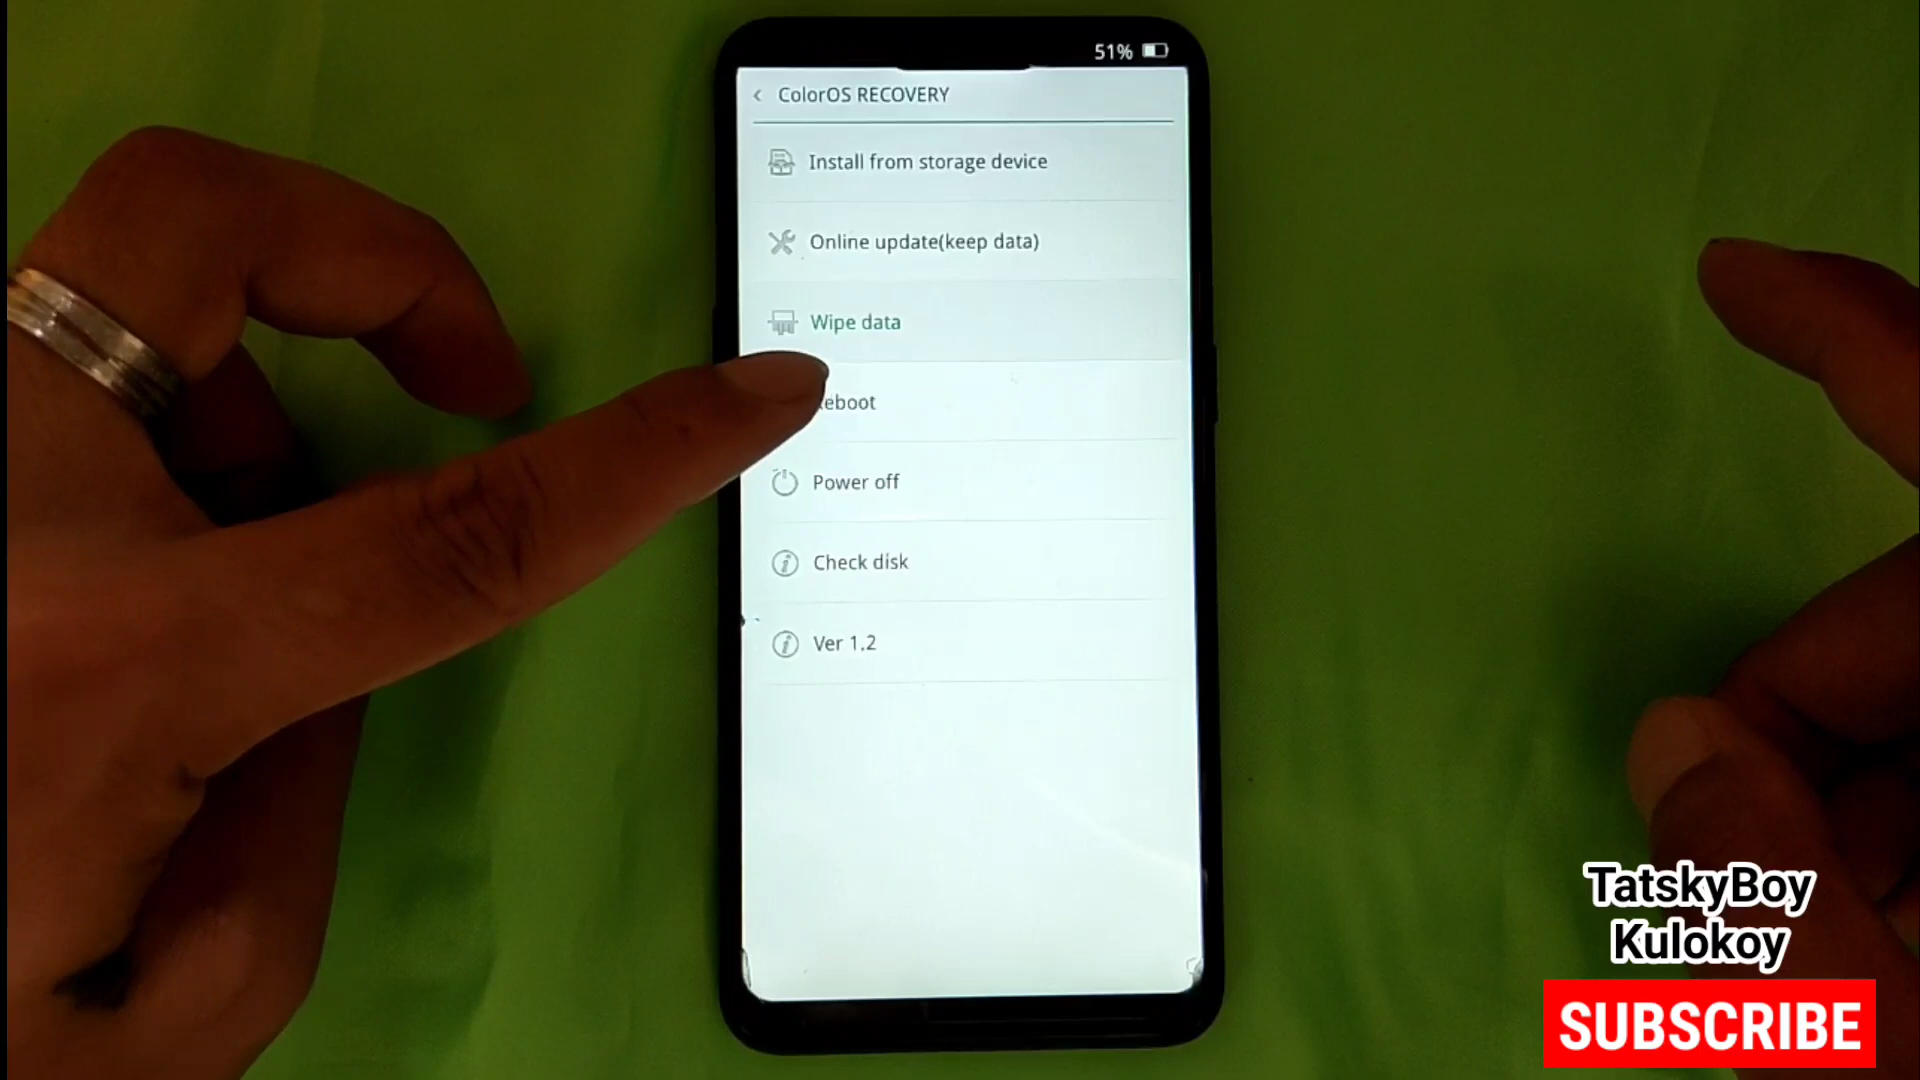 51%
ColorOS RECOVERY
Install from storage device
Online update(keep data)
Wipe data
eboot
Power off
Check disk
Ver 1.2
TatskyBoy
Kulokoy
SUBSCRIBE